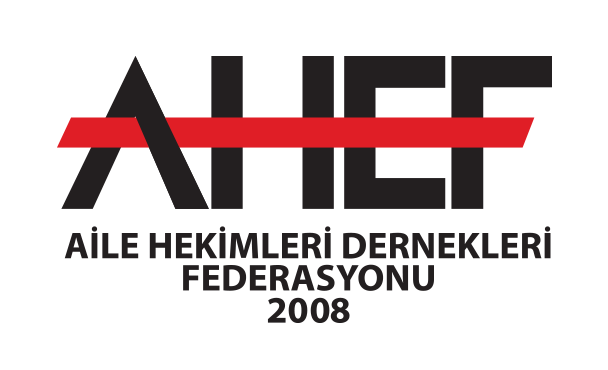 AHEF
AİLE HEKİMLERİ DERNEKLERİ
FEDERASYONU
2008